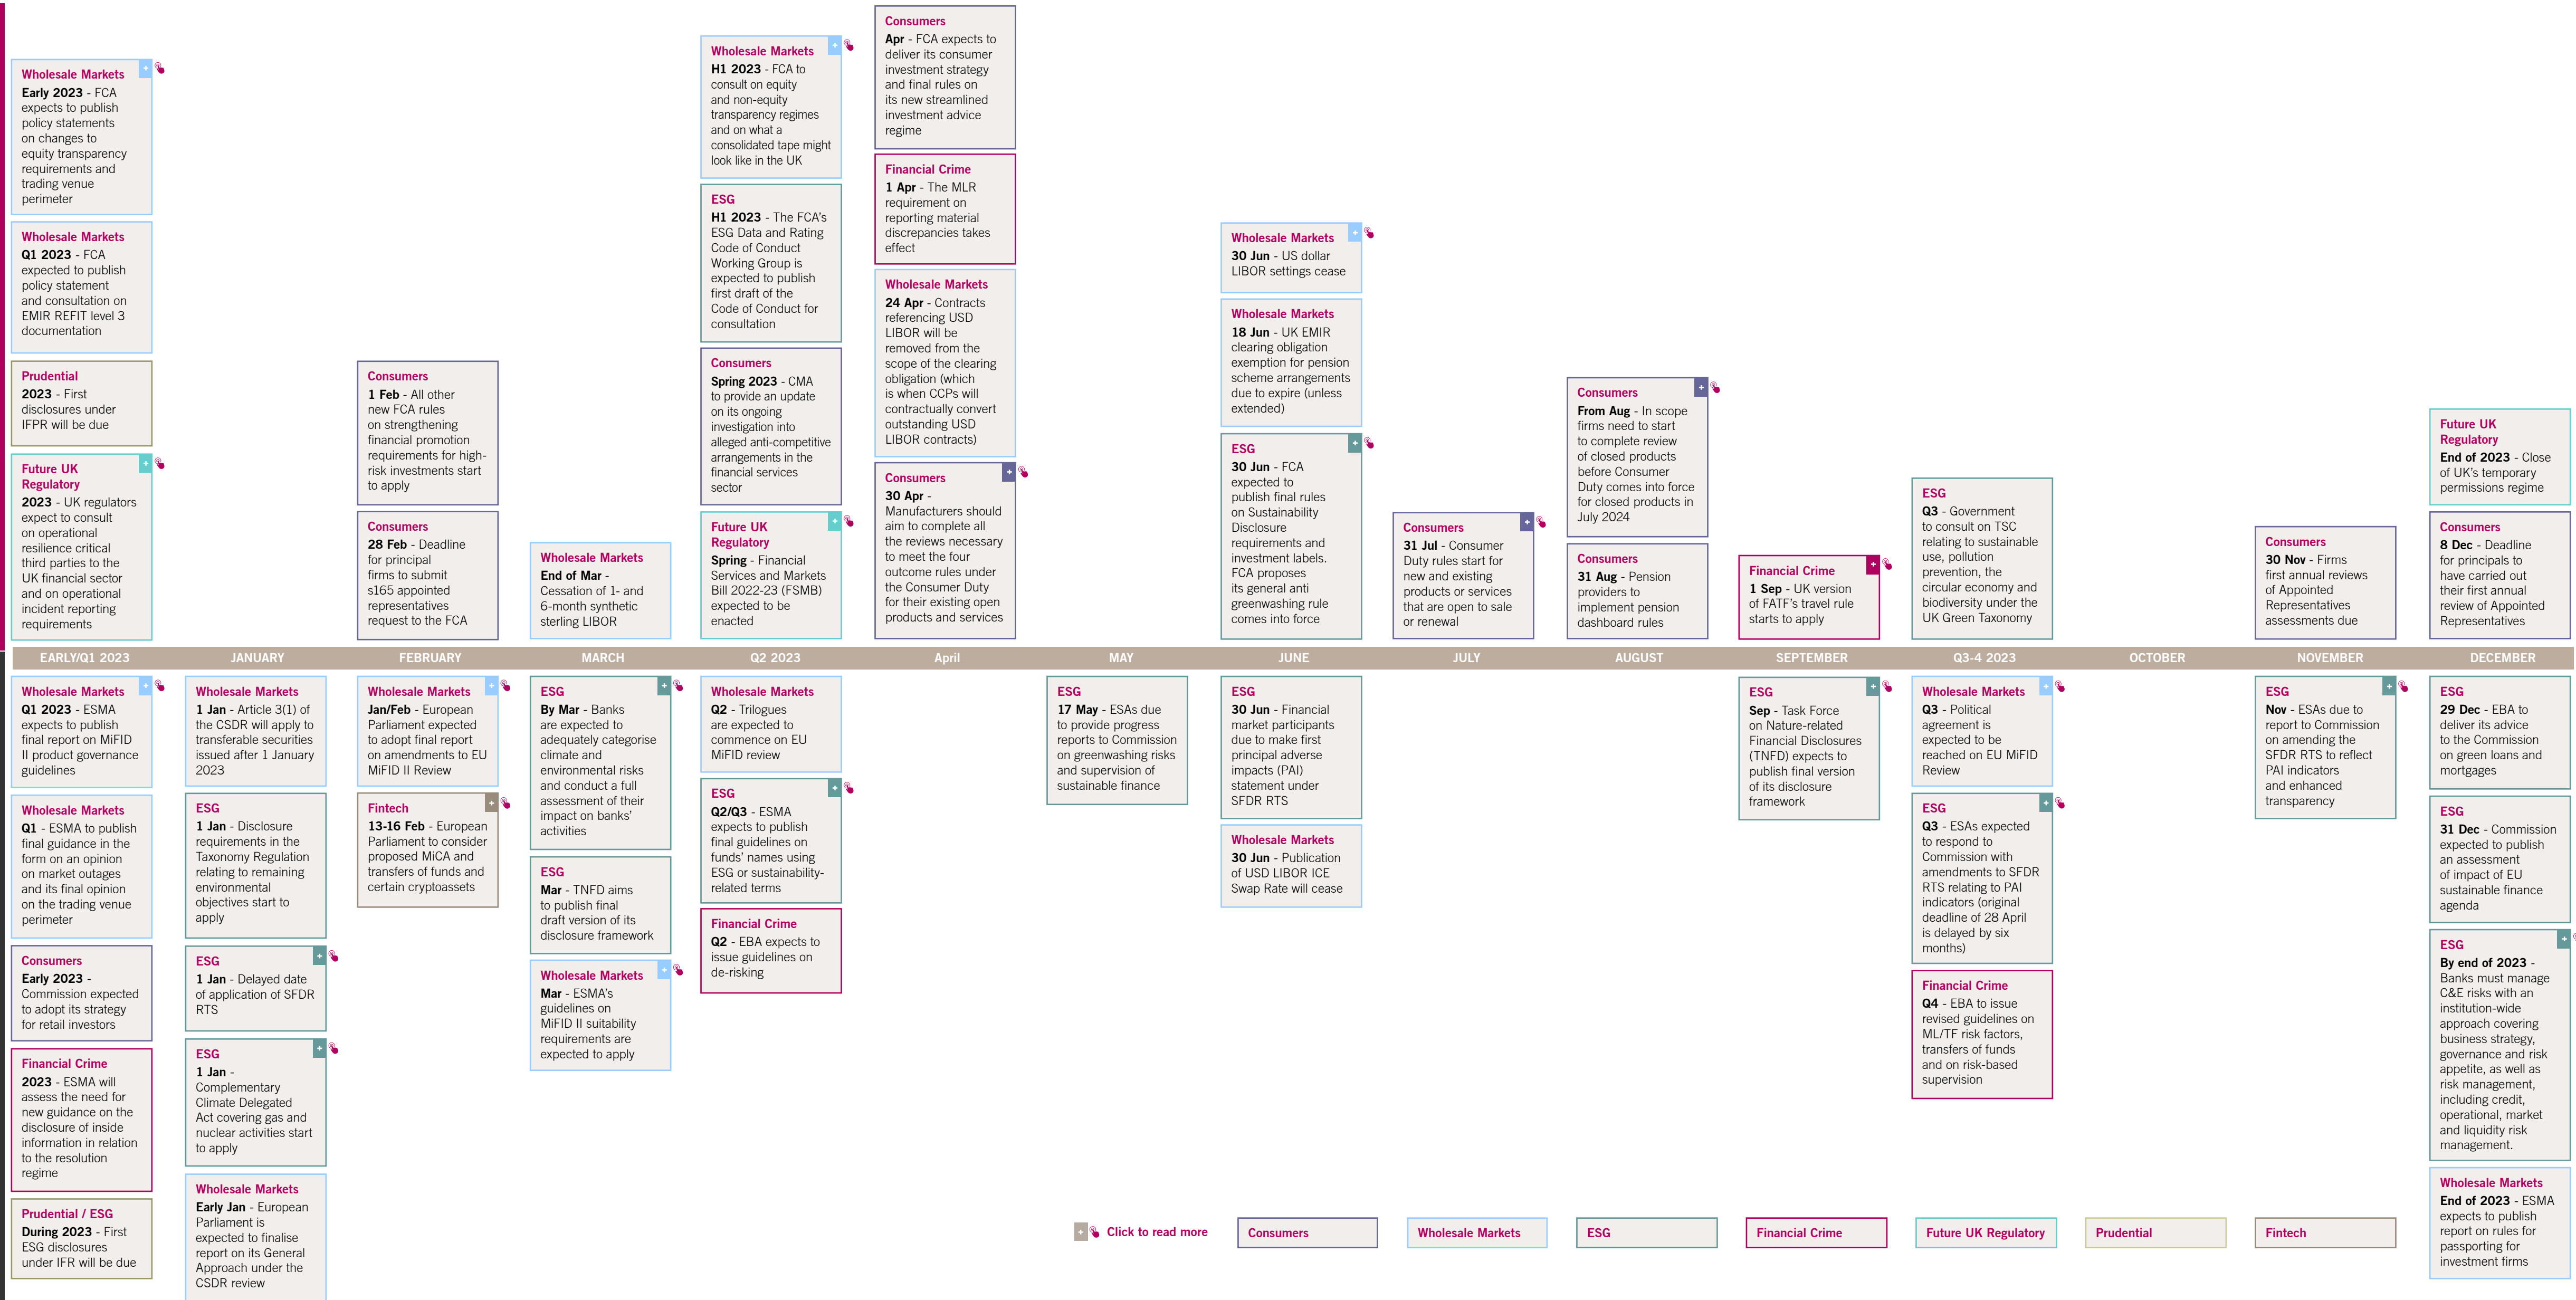 Wholesale Markets
Early 2023 - FCA
expects to publish
policy statements
on changes to
equity transparency
requirements and
trading venue
perimeter
Wholesale Markets
Q1 2023 - FCA
expected to publish
policy statement
and consultation on
EMIR REFIT level 3
documentation
Prudential
2023 - First
disclosures under
IFPR will be due
Future UK
Regulatory
2023 - UK regulators
expect to consult
on operational
resilience critical
third parties to the
UK financial sector
and on operational
incident reporting
requirements
Consumers
1 Feb - All other
new FCA rules
on strengthening
financial promotion
requirements for high-
risk investments start
to apply
Consumers
28 Feb - Deadline
for principal
firms to submit
s165 appointed
representatives
request to the FCA
Wholesale Markets
End of Mar -
Cessation of 1- and
6-month synthetic
sterling LIBOR
Wholesale Markets
H1 2023 - FCA to
consult on equity
and non-equity
transparency regimes
and on what a
consolidated tape might
look like in the UK
ESG
H1 2023 - The FCA's
ESG Data and Rating
Code of Conduct
Working Group is
expected to publish
first draft of the
Code of Conduct for
consultation
Consumers
Spring 2023 - CMA
to provide an update
on its ongoing
investigation into
alleged anti-competitive
arrangements in the
financial services
sector
Future UK
Regulatory
Spring - Financial
Services and Markets
Bill 2022-23 (FSMB)
expected to be
enacted
Consumers
Apr - FCA expects to
deliver its consumer
investment strategy
and final rules on
its new streamlined
investment advice
regime
Financial Crime
1 Apr - The MLR
requirement on
reporting material
discrepancies takes
effect
Wholesale Markets
24 Apr - Contracts
referencing USD
LIBOR will be
removed from the
scope of the clearing
obligation (which
is when CCPs will
contractually convert
outstanding USD
LIBOR contracts)
Consumers
30 Apr -
Manufacturers should
aim to complete all
the reviews necessary
to meet the four
outcome rules under
the Consumer Duty
for their existing open
products and services
Wholesale Markets
30 Jun - US dollar
LIBOR settings cease
Wholesale Markets
18 Jun - UK EMIR
clearing obligation
exemption for pension
scheme arrangements
due to expire (unless
extended)
ESG
30 Jun - FCA
expected to
publish final rules
on Sustainability
Disclosure
requirements and
investment labels.
FCA proposes
its general anti
greenwashing rule
comes into force
Consumers
31 Jul - Consumer
Duty rules start for
new and existing
products or services
that are open to sale
or renewal
Consumers
From Aug - In scope
firms need to start
to complete review
of closed products
before Consumer
Duty comes into force
for closed products in
July 2024
Consumers
31 Aug - Pension
providers to
implement pension
dashboard rules
Financial Crime
1 Sep - UK version
of FATF's travel rule
starts to apply
ESG
Q3 - Government
to consult on TSC
relating to sustainable
use, pollution
prevention, the
circular economy and
biodiversity under the
UK Green Taxonomy
Consumers
30 Nov - Firms
first annual reviews
of Appointed
Representatives
assessments due
Future UK
Regulatory
End of 2023 - Close
of UK's temporary
permissions regime
Consumers
8 Dec - Deadline
for principals to
have carried out
their first annual
review of Appointed
Representatives
EARLY/Q1 2023 JANUARY FEBRUARY MARCH Q2 2023 April MAY JUNE JULY AUGUST SEPTEMBER Q3-4 2023 OCTOBER NOVEMBER DECEMBER
Wholesale Markets
Q1 2023 - ESMA
expects to publish
final report on MiFID
II product governance
guidelines
Wholesale Markets
Q1 - ESMA to publish
final guidance in the
form on an opinion
on market outages
and its final opinion
on the trading venue
perimeter
Consumers
Early 2023 -
Commission expected
to adopt its strategy
for retail investors
Financial Crime
2023 - ESMA will
assess the need for
new guidance on the
disclosure of inside
information in relation
to the resolution
regime
Prudential / ESG
During 2023 - First
ESG disclosures
under IFR will be due
Wholesale Markets
1 Jan - Article 3(1) of
the CSDR will apply to
transferable securities
issued after 1 January
2023
ESG
1 Jan - Disclosure
requirements in the
Taxonomy Regulation
relating to remaining
environmental
objectives start to
apply
ESG
1 Jan - Delayed date
of application of SFDR
RTS
ESG
1 Jan -
Complementary
Climate Delegated
Act covering gas and
nuclear activities start
to apply
Wholesale Markets
Early Jan - European
Parliament is
expected to finalise
report on its General
Approach under the
CSDR review
Wholesale Markets
Jan/Feb - European
Parliament expected
to adopt final report
on amendments to EU
MiFID II Review
Fintech
13-16 Feb - European
Parliament to consider
proposed MiCA and
transfers of funds and
certain cryptoassets
ESG
By Mar - Banks
are expected to
adequately categorise
climate and
environmental risks
and conduct a full
assessment of their
impact on banks'
activities
ESG
Mar - TNFD aims
to publish final
draft version of its
disclosure framework
Wholesale Markets
Mar - ESMA's
guidelines on
MiFID II suitability
requirements are
expected to apply
Wholesale Markets
Q2 - Trilogues
are expected to
commence on EU
MiFID review
ESG
Q2/Q3 - ESMA
expects to publish
final guidelines on
funds' names using
ESG or sustainability-
related terms
Financial Crime
Q2 - EBA expects to
issue guidelines on
de-risking
ESG
17 May - ESAs due
to provide progress
reports to Commission
on greenwashing risks
and supervision of
sustainable finance
ESG
30 Jun - Financial
market participants
due to make first
principal adverse
impacts (PAI)
statement under
SFDR RTS
Wholesale Markets
30 Jun - Publication
of USD LIBOR ICE
Swap Rate will cease
ESG
Sep - Task Force
on Nature-related
Financial Disclosures
(TNFD) expects to
publish final version
of its disclosure
framework
Wholesale Markets
Q3 - Political
agreement is
expected to be
reached on EU MiFID
Review
ESG
Q3 - ESAs expected
to respond to
Commission with
amendments to SFDR
RTS relating to PAI
indicators (original
deadline of 28 April
is delayed by six
months)
Financial Crime
Q4 - EBA to issue
revised guidelines on
ML/TF risk factors,
transfers of funds
and on risk-based
supervision
ESG
Nov - ESAs due to
report to Commission
on amending the
SFDR RTS to reflect
PAI indicators
and enhanced
transparency
ESG
29 Dec - EBA to
deliver its advice
to the Commission
on green loans and
mortgages
ESG
31 Dec - Commission
expected to publish
an assessment
of impact of EU
sustainable finance
agenda
ESG
By end of 2023 -
Banks must manage
C&E risks with an
institution-wide
approach covering
business strategy,
governance and risk
appetite, as well as
risk management,
including credit,
operational, market
and liquidity risk
management.
Wholesale Markets
End of 2023 - ESMA
expects to publish
report on rules for
passporting for
investment firms
Click to read more Consumers Wholesale Markets ESG Financial Crime Future UK Regulatory Prudential Fintech